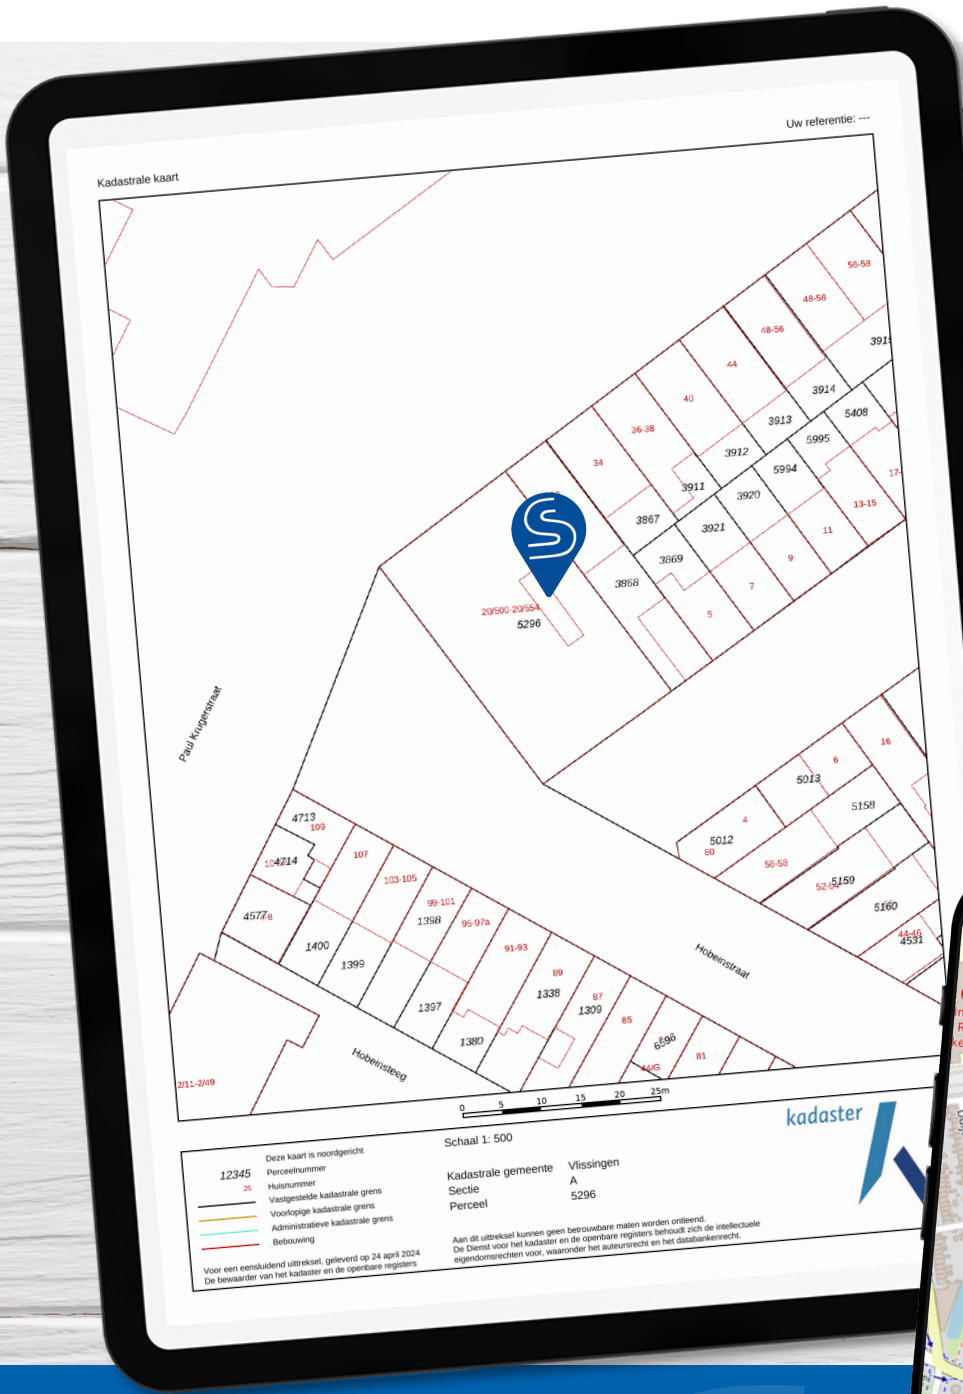 Uw referentie: ---
Kadastrale kaart
56-58
48-56
3915
48-56
44
3914
5408
40
3913
5995
36-38
3912
5994
17-
34
3911
3920
13-15
3867
3921
11
3869
9
3868
7
20/500-20/554
5
5296
Paul Krugerstraat
16
6
5013
4
5158
5012
60
56-58
5159
5160
44-46
4531
4713
109
4714
107
103-105
4577
99-101
1398
95-97a
1400
91-93
1399
89
Hobeinstraat
87
1338
1309
1397
85
6596
1380
81
44/G
Hobeinsteeg
2/11-2/49
0 5 10 15 20 25m
kadaster
Schaal 1: 500
Deze kaart is noordgericht
12345 Perceelnummer
25 Huisnummer
Vastgestelde kadastrale grens
Voorlopige kadastrale grens
Administratieve kadastrale grens
Bebouwing
Kadastrale gemeente Vlissingen
Sectie A
Perceel 5296
Voor een eensluidend uittreksel, geleverd op 24 april 2024
De bewaarder van het kadaster en de openbare registers
Aan dit uittreksel kunnen geen betrouwbare maten worden ontleend.
De Dienst voor het kadaster en de openbare registers behoudt zich de intellectuele
eigendomsrechten voor, waaronder het auteursrecht en het databankenrecht.